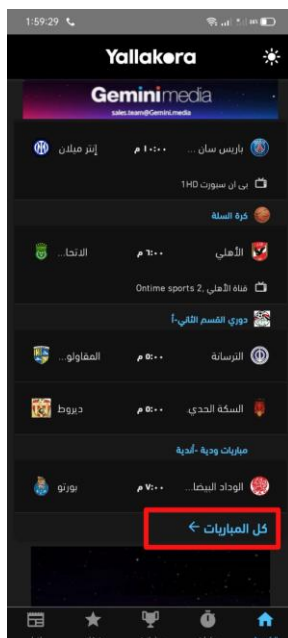 1:59:29
Yallakora
Gemini media
sales.team@Gemini.media
باريس سان ... ١٠:٠٠ م إنتر ميلان
بي ان سبورت 1HD
كرة السلة
الأهلي ٦:٠٠ م الاتحا...
قناة الأهلي ,Ontime sports 2
دوري القسم الثاني-أ
الترسانة ٥:٠٠ م المقاولو...
السكة الحدي. ٥:٠٠ م ديروط
مباريات ودية -أندية
الوداد البيضا... ٧:٠٠ م بورتو
كل المباريات ←